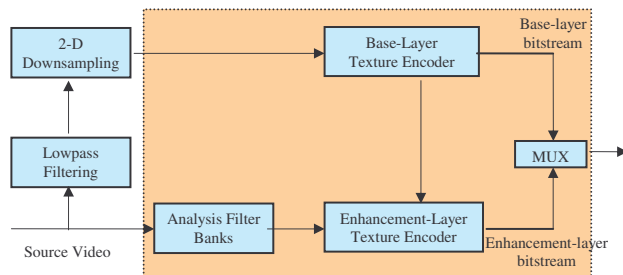 2-D
Downsampling
Base-Layer
Texture Encoder
Base-layer
bitstream
Lowpass
Filtering
MUX
Analysis Filter
Banks
Enhancement-Layer
Texture Encoder
Source Video
Enhancement-layer
bitstream